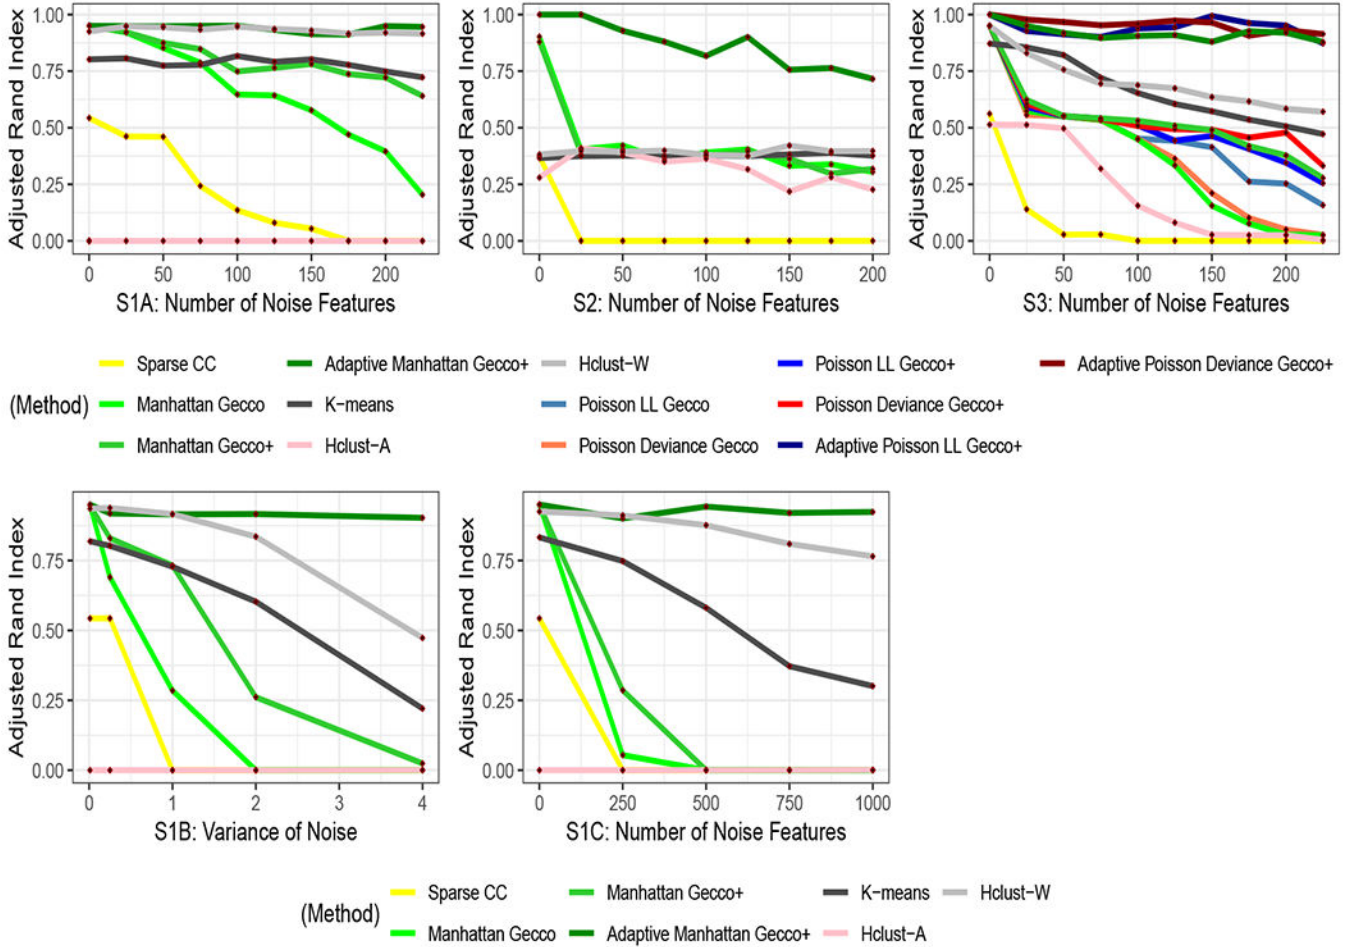 Adjusted Rand Index
1.00
0.75
0.50
0.25
0.00
0 50 100 150 200
S1A: Number of Noise Features
Adjusted Rand Index
1.00
0.75
0.50
0.25
0.00
0 50 100 150 200
S2: Number of Noise Features
Adjusted Rand Index
1.00
0.75
0.50
0.25
0.00
0 50 100 150 200
S3: Number of Noise Features
(Method)
Sparse CC
Adaptive Manhattan Gecco+
Hclust-W
Poisson LL Gecco+
Adaptive Poisson Deviance Gecco+
Manhattan Gecco
K-means
Poisson LL Gecco
Poisson Deviance Gecco+
Manhattan Gecco+
Hclust-A
Poisson Deviance Gecco
Adaptive Poisson LL Gecco+
Adjusted Rand Index
0.75
0.50
0.25
0.00
0 1 2 3 4
S1B: Variance of Noise
Adjusted Rand Index
0.75
0.50
0.25
0.00
0 250 500 750 1000
S1C: Number of Noise Features
(Method)
Sparse CC
Manhattan Gecco+
K-means
Hclust-W
Manhattan Gecco
Adaptive Manhattan Gecco+
Hclust-A